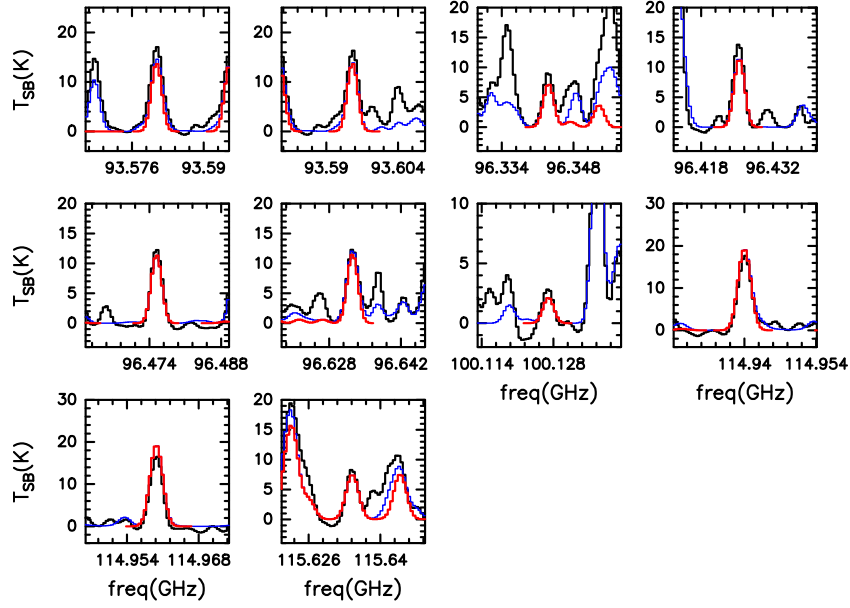 20 20 20 20
T_SB(K) 15 15 15 15
10 10 10 10
5 5 5 5
0 0 0 0
93.576 93.59 93.59 93.604 96.334 96.348 96.418 96.432
20 20 10 30
T_SB(K) 15 15 20
10 10 5
5 5 10
0 0 0 0
96.474 96.488 96.628 96.642 100.114 100.128 114.94 114.954
freq(GHz) freq(GHz)
30 20
T_SB(K) 20 15
10 10
5
0 0
114.954 114.968 115.626 115.64
freq(GHz) freq(GHz)